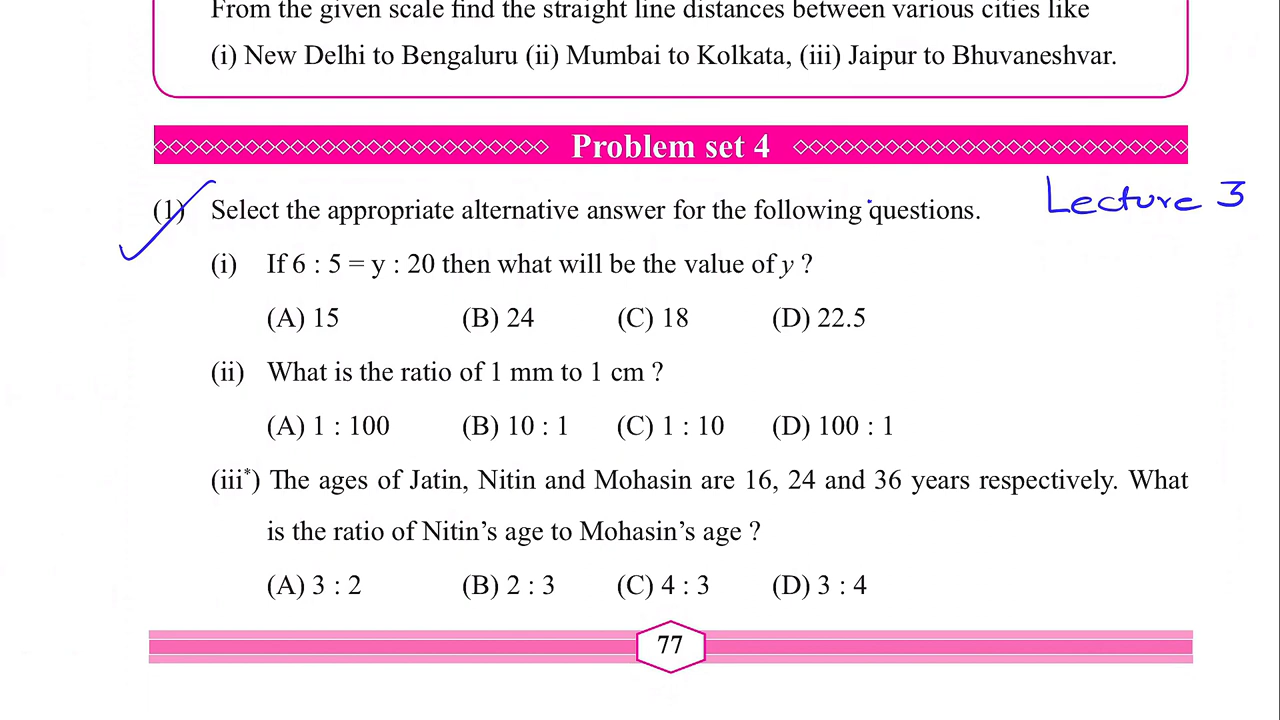 From the given scale find the straight line distances between various cities like
(i) New Delhi to Bengaluru (ii) Mumbai to Kolkata, (iii) Jaipur to Bhuvaneshvar.
Problem set 4
Lecture 3
(1) Select the appropriate alternative answer for the following questions.
(i) If 6 : 5 = y : 20 then what will be the value of y ?
(A) 15 (B) 24 (C) 18 (D) 22.5
(ii) What is the ratio of 1 mm to 1 cm ?
(A) 1 : 100 (B) 10 : 1 (C) 1 : 10 (D) 100 : 1
(iii*) The ages of Jatin, Nitin and Mohasin are 16, 24 and 36 years respectively. What
is the ratio of Nitin’s age to Mohasin’s age ?
(A) 3 : 2 (B) 2 : 3 (C) 4 : 3 (D) 3 : 4
77